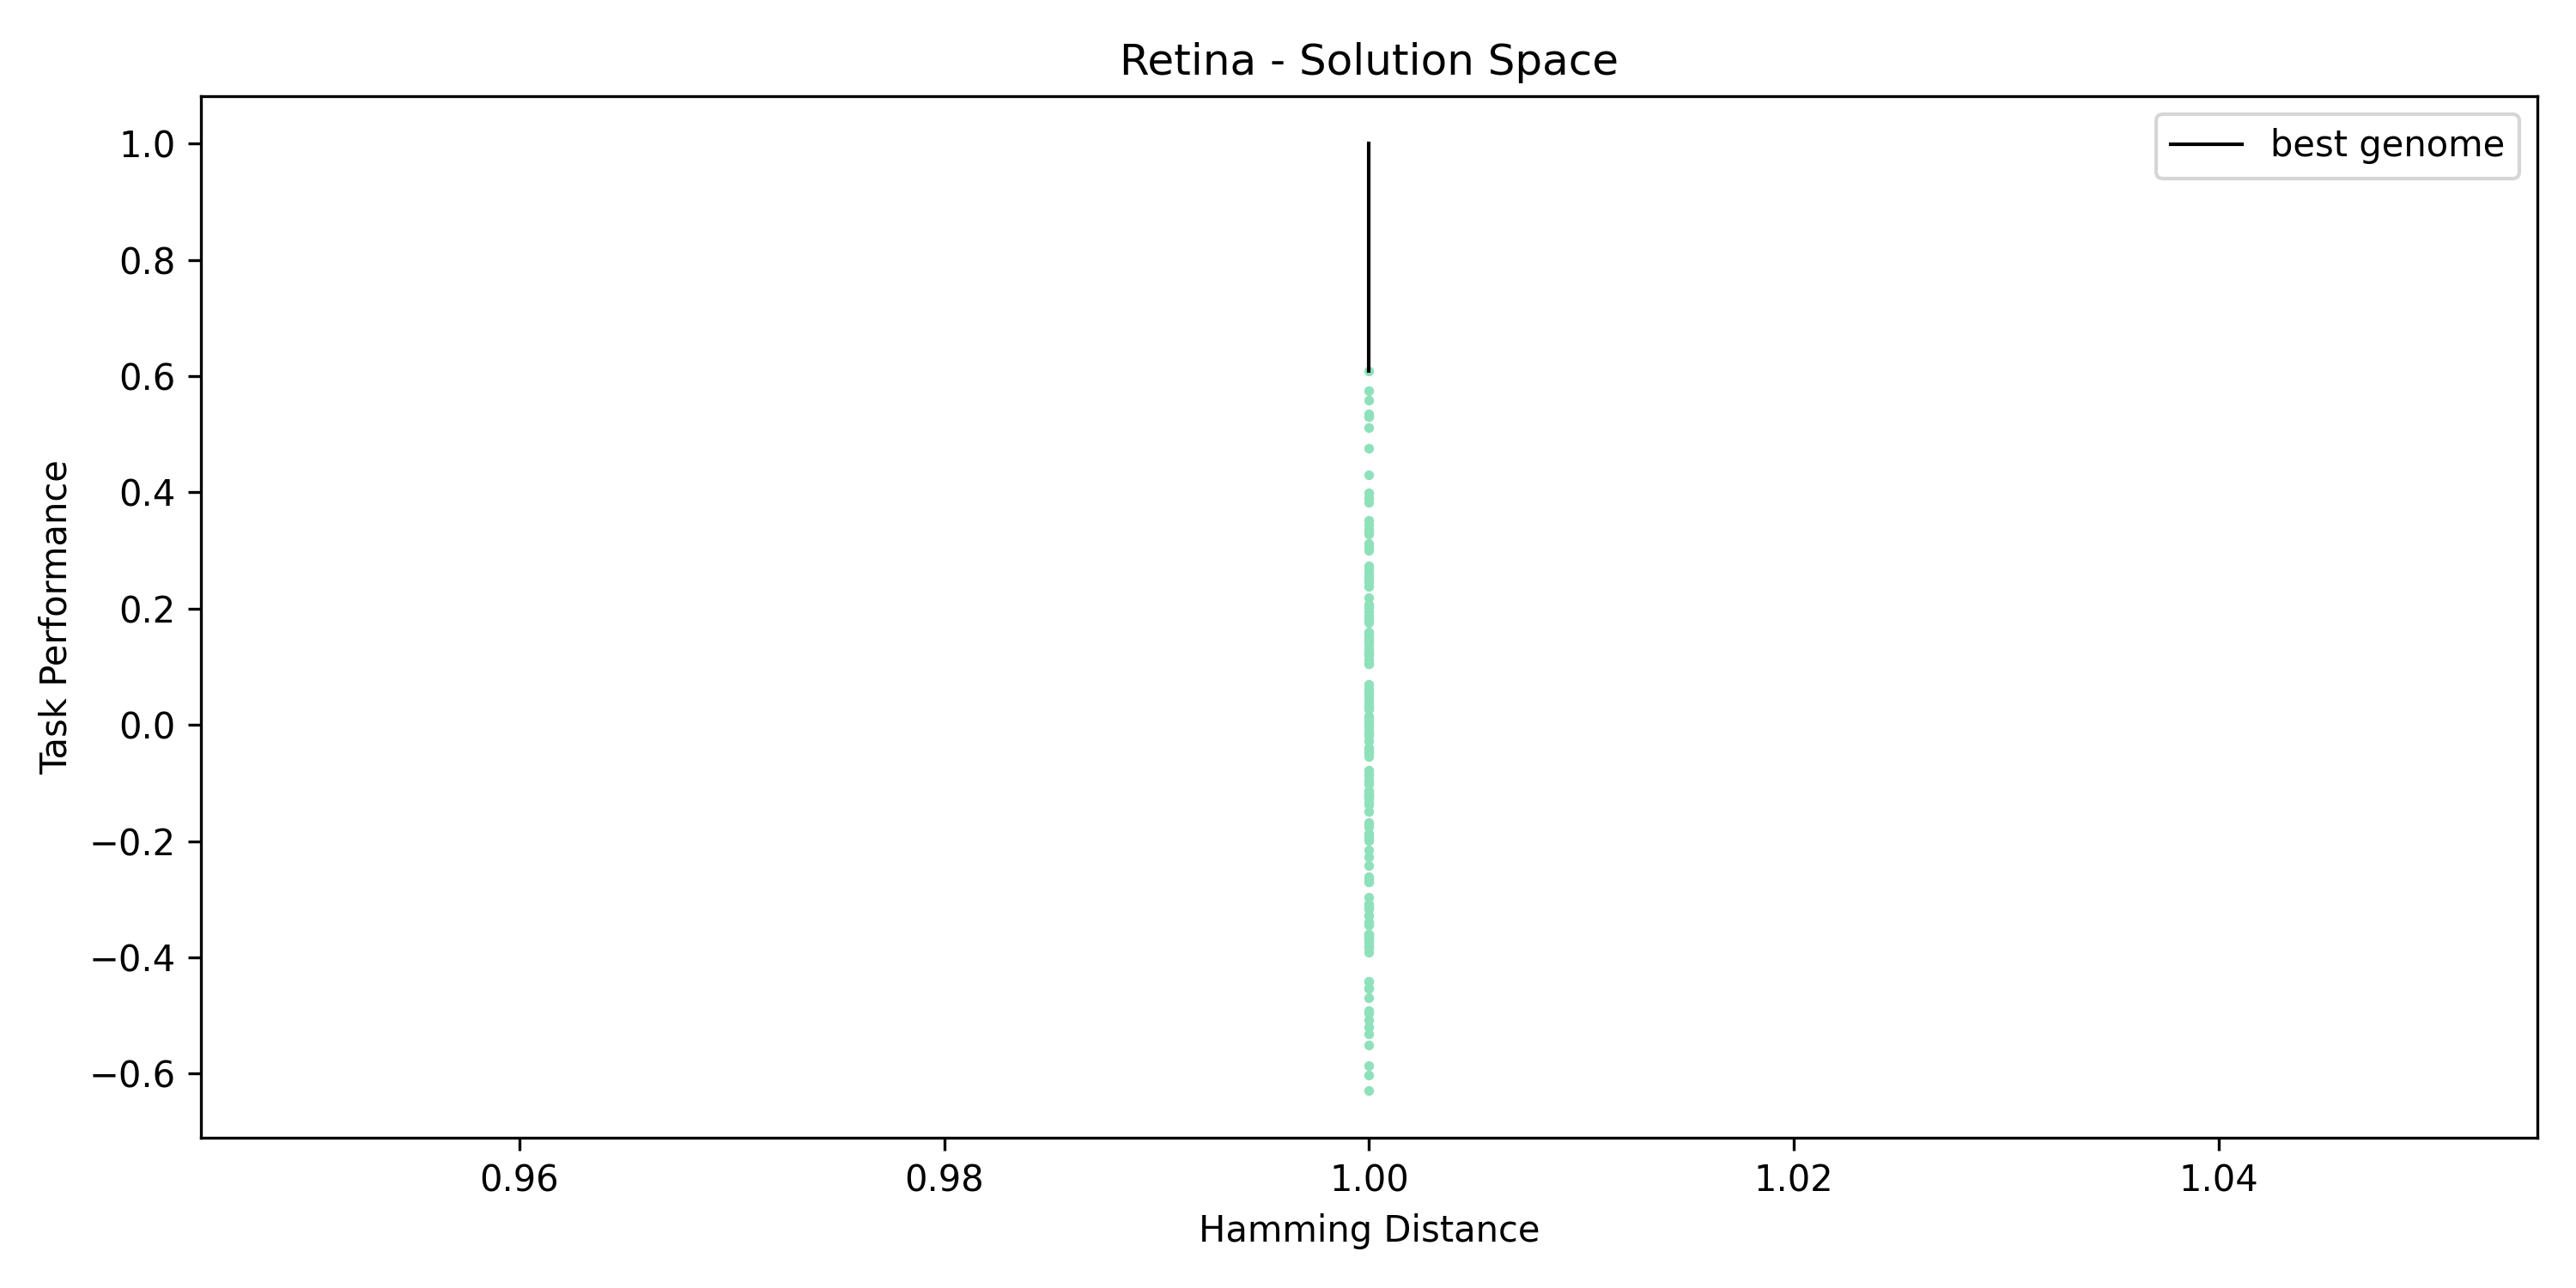 Retina - Solution Space
best genome
Task Performance
1.0
0.8
0.6
0.4
0.2
0.0
−0.2
−0.4
−0.6
0.96 0.98 1.00 1.02 1.04
Hamming Distance